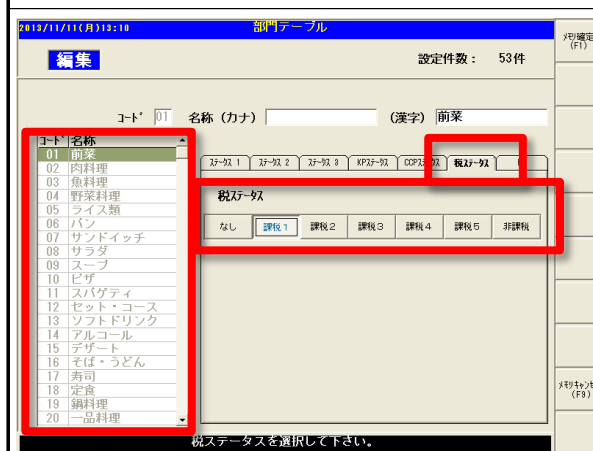 2013/11/11(月)13:10 部門テーブル
ﾒﾓﾘ確定
(F1)
編集 設定件数： 53件
ｺｰﾄﾞ 01 名称（カナ） （漢字） 前菜
ｺｰﾄﾞ 名称
01 前菜
02 肉料理
03 魚料理
04 野菜料理
05 ライス類
06 パン
07 サンドイッチ
08 サラダ
09 スープ
10 ピザ
11 スパゲティ
12 セット・コース
13 ソフトドリンク
14 アルコール
15 デザート
16 そば・うどん
17 寿司
18 定食
19 鍋料理
20 一品料理
ｽﾃｰﾀｽ 1 ｽﾃｰﾀｽ 2 ｽﾃｰﾀｽ 3 KPｽﾃｰﾀｽ CCPｽﾃｰﾀｽ 税ｽﾃｰﾀｽ
税ｽﾃｰﾀｽ
なし 課税1 課税2 課税3 課税4 課税5 非課税
ﾒﾓﾘｷｬﾝｾ
(F9)
税ステータスを選択して下さい。